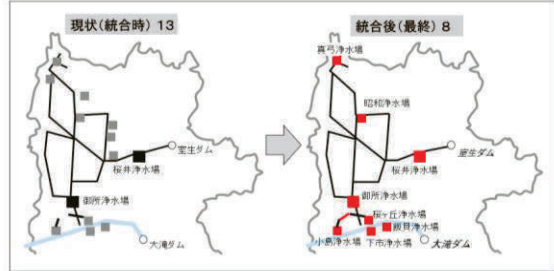 現状(統合時) 13
室生ダム
桜井浄水場
御所浄水場
大滝ダム
統合後(最終) 8
真弓浄水場
昭和浄水場
室生ダム
桜井浄水場
御所浄水場
桜ヶ丘浄水場
飯貝浄水場
小島浄水場
下市浄水場
大滝ダム